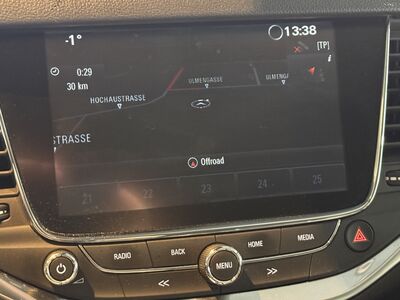 -1°
13:38
[TP]
0:29
30 km
ULMENGASSE
ULMENG
HOCHAUSTRASSE
STRASSE
Offroad
21 22 23 24 25
RADIO BACK HOME MEDIA
MENU